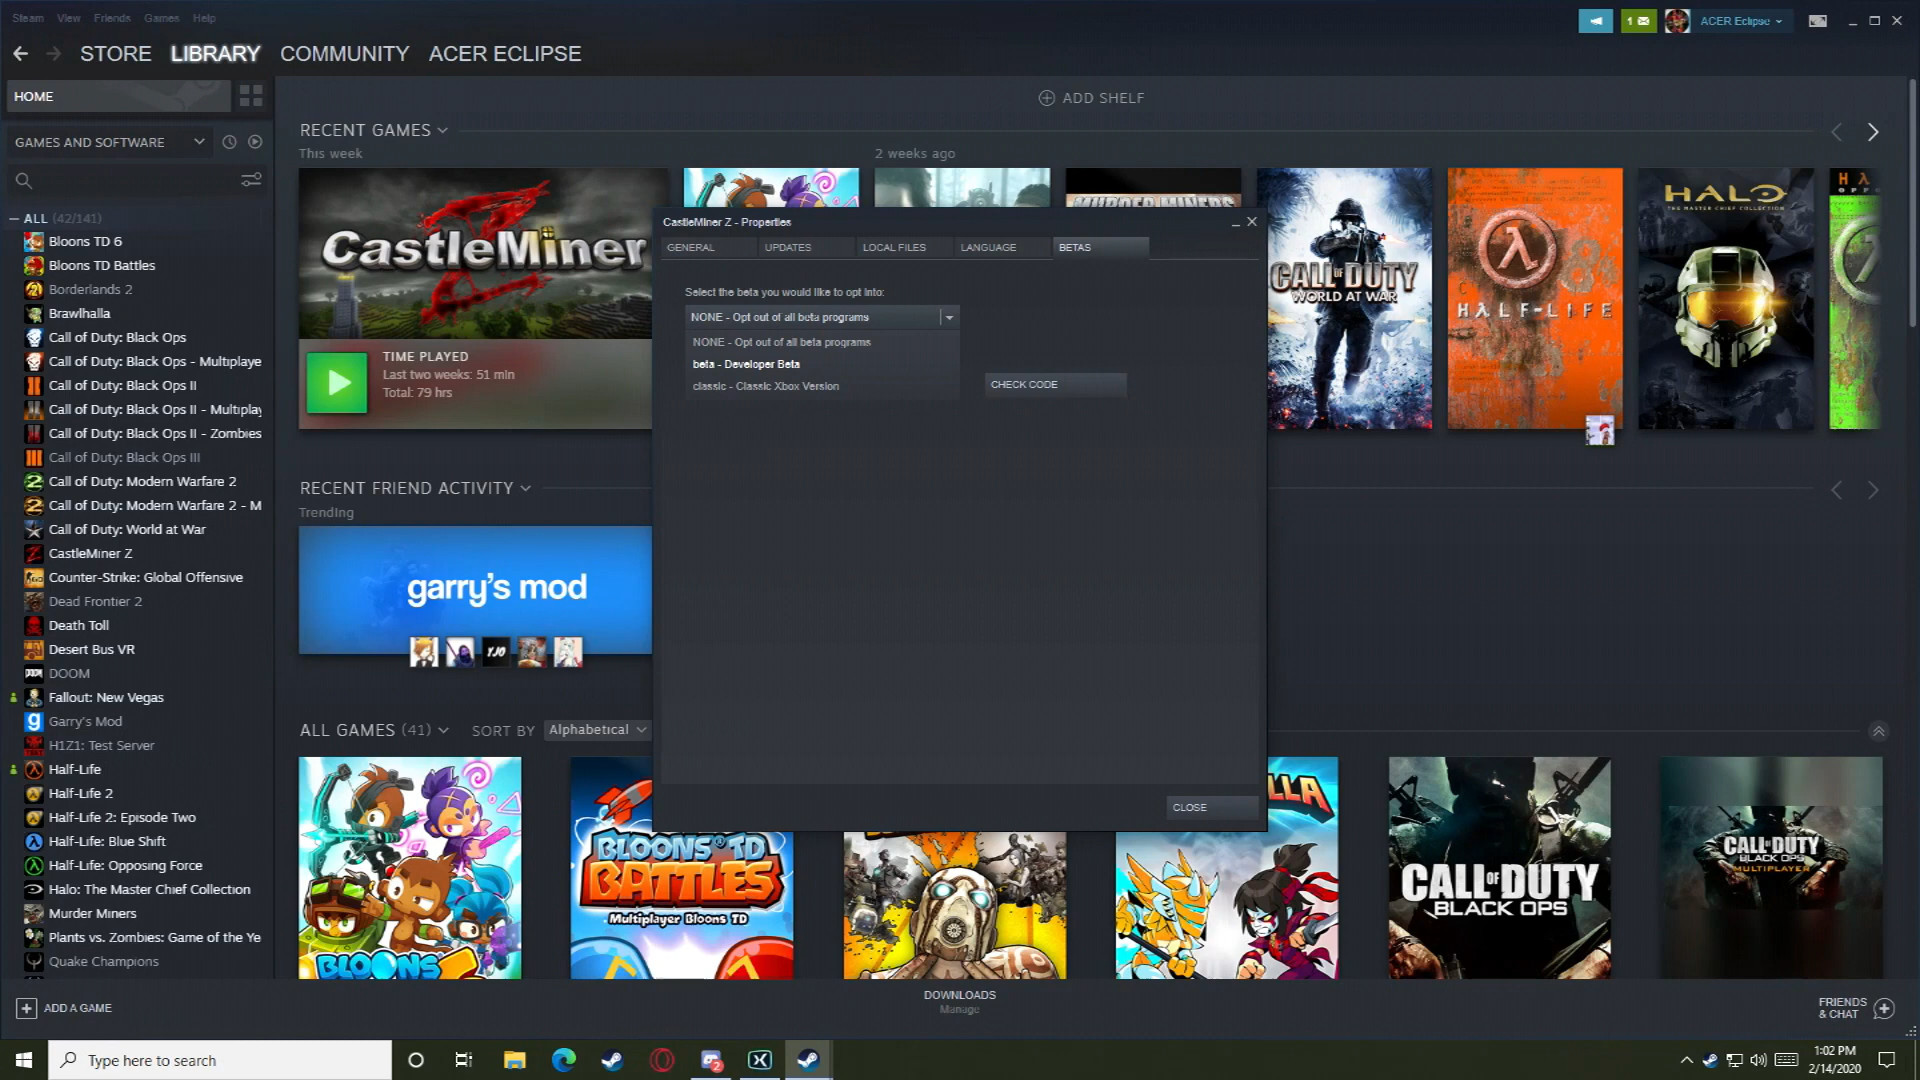 Steam View Friends Games Help
1
ACER Eclipse
STORE LIBRARY COMMUNITY ACER ECLIPSE
HOME
GAMES AND SOFTWARE
ALL (42/141)
Bloons TD 6
Bloons TD Battles
Borderlands 2
Brawlhalla
Call of Duty: Black Ops
Call of Duty: Black Ops - Multiplaye
Call of Duty: Black Ops II
Call of Duty: Black Ops II - Multiplay
Call of Duty: Black Ops II - Zombies
Call of Duty: Black Ops III
Call of Duty: Modern Warfare 2
Call of Duty: Modern Warfare 2 - M
Call of Duty: World at War
CastleMiner Z
Counter-Strike: Global Offensive
Dead Frontier 2
Death Toll
Desert Bus VR
DOOM
Fallout: New Vegas
Garry's Mod
H1Z1: Test Server
Half-Life
Half-Life 2
Half-Life 2: Episode Two
Half-Life: Blue Shift
Half-Life: Opposing Force
Halo: The Master Chief Collection
Murder Miners
Plants vs. Zombies: Game of the Ye
Quake Champions
ADD A GAME
ADD SHELF
RECENT GAMES
This week
2 weeks ago
CastleMiner
Z
TIME PLAYED
Last two weeks: 51 min
Total: 79 hrs
MURDER MINERS
CALL OF DUTY
WORLD AT WAR
HALF-LIFE
HALO
THE MASTER CHIEF COLLECTION
CastleMiner Z - Properties
GENERAL UPDATES LOCAL FILES LANGUAGE BETAS
Select the beta you would like to opt into:
NONE - Opt out of all beta programs
NONE - Opt out of all beta programs
beta - Developer Beta
classic - Classic Xbox Version
CHECK CODE
CLOSE
RECENT FRIEND ACTIVITY
Trending
garry's mod
YJO
ALL GAMES (41) SORT BY Alphabetical
BLOONS
BLOONS TD
BATTLES
Multiplayer Bloons TD
CALL OF DUTY
BLACK OPS
CALL OF DUTY
BLACK OPS
MULTIPLAYER
DOWNLOADS
Manage
FRIENDS
& CHAT
Type here to search
2
1:02 PM
2/14/2020